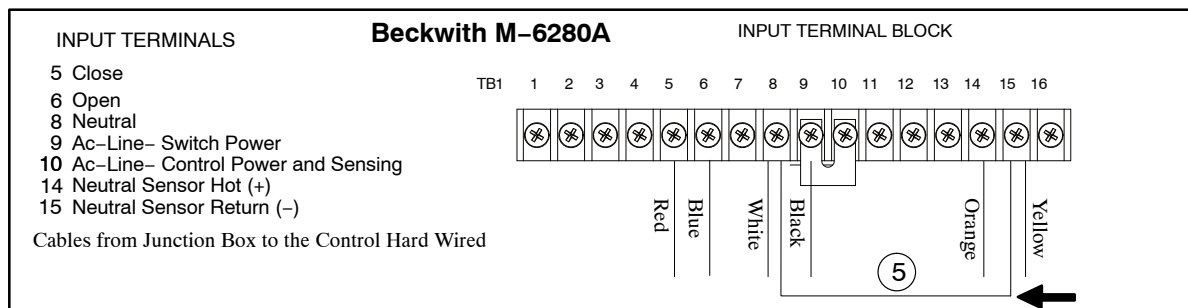 Beckwith M−6280A
INPUT TERMINALS
INPUT TERMINAL BLOCK
5 Close
6 Open
8 Neutral
9 Ac−Line− Switch Power
10 Ac−Line− Control Power and Sensing
14 Neutral Sensor Hot (+)
15 Neutral Sensor Return (−)
Cables from Junction Box to the Control Hard Wired
TB1 1 2 3 4 5 6 7 8 9 10 11 12 13 14 15 16
Red
Blue
White
Black
Orange
Yellow
5